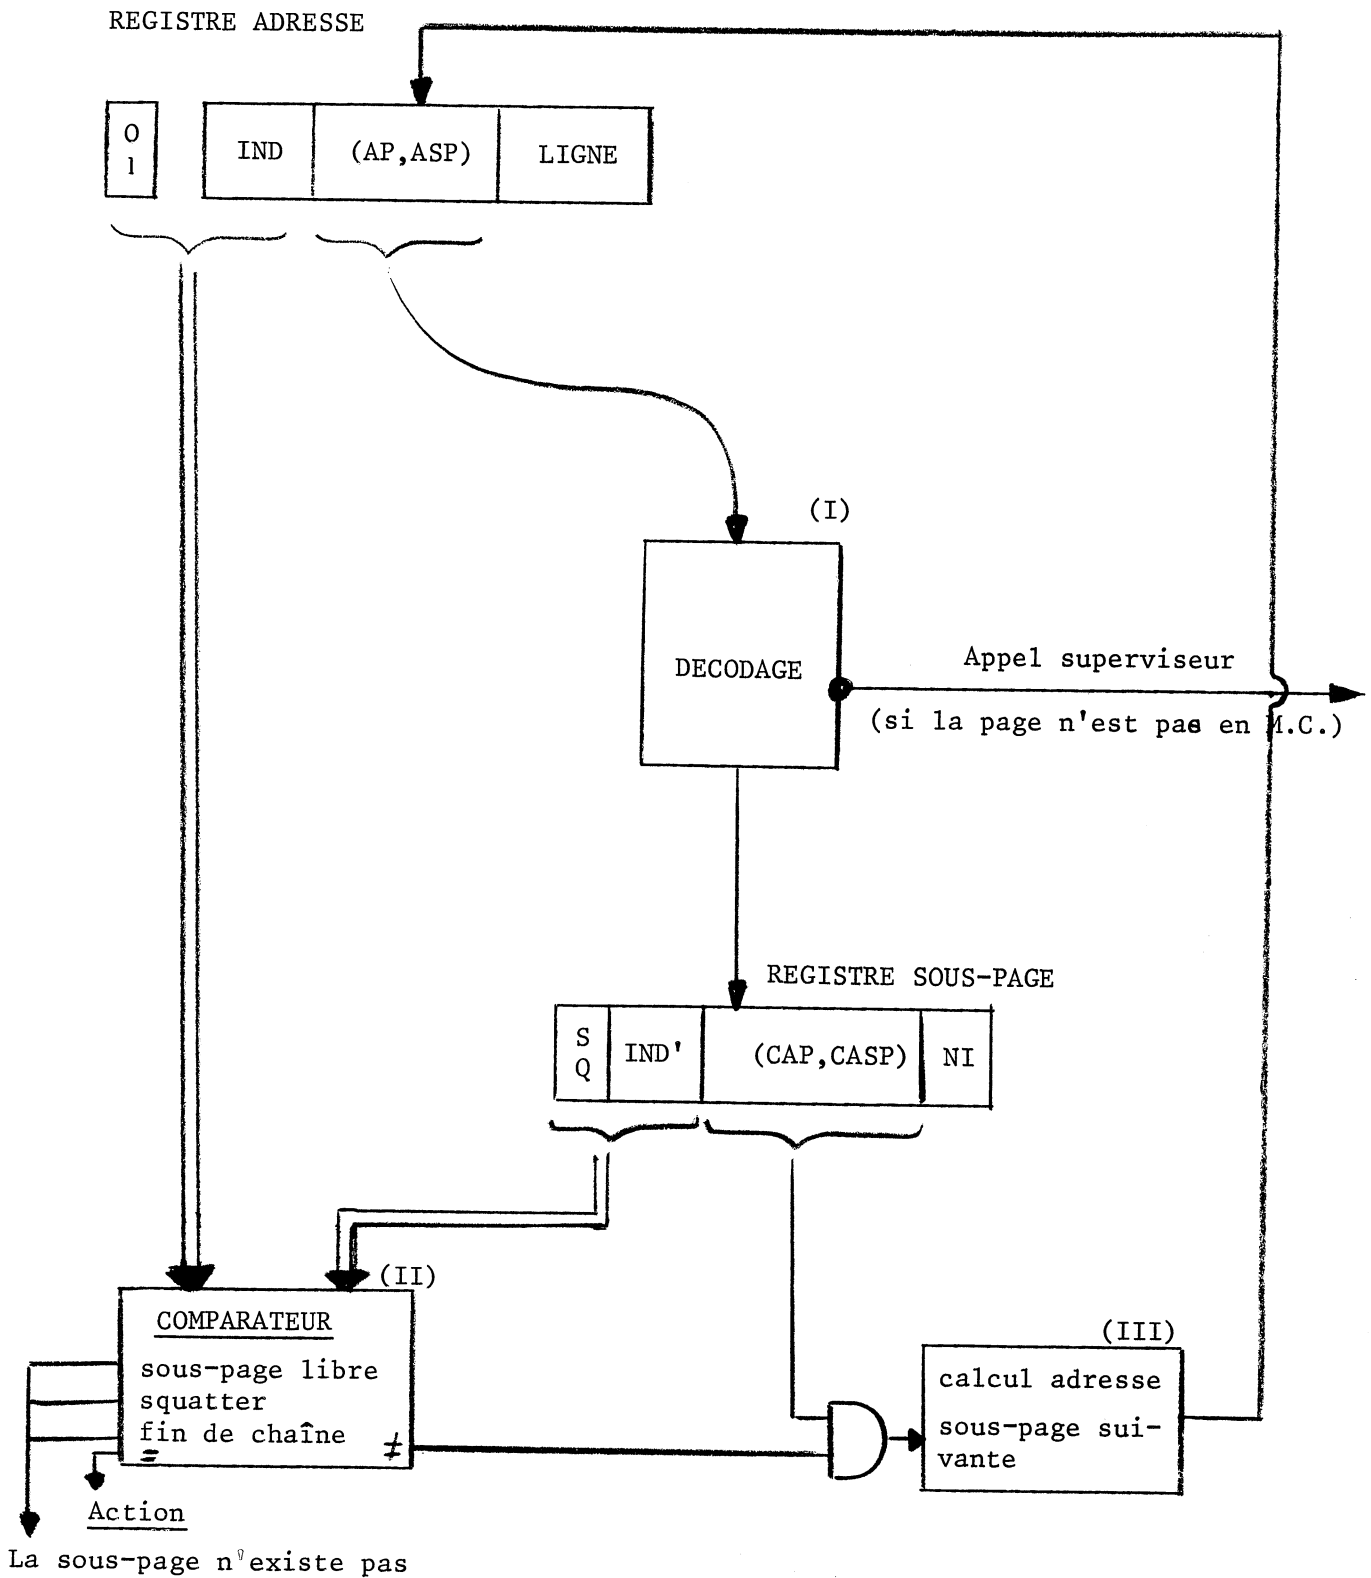 REGISTRE ADRESSE
0
1
IND
(AP,ASP)
LIGNE
(I)
DECODAGE
Appel superviseur
(si la page n'est pas en M.C.)
REGISTRE SOUS-PAGE
S
Q
IND'
(CAP,CASP)
NI
(II)
COMPARATEUR
sous-page libre
squatter
fin de chaîne
=
≠
(III)
calcul adresse
sous-page sui-
vante
Action
La sous-page n'existe pas